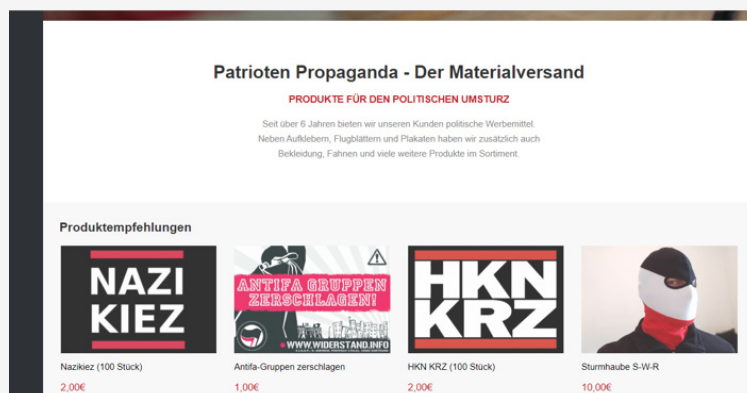 Patrioten Propaganda - Der Materialversand
PRODUKTE FÜR DEN POLITISCHEN UMSTURZ
Seit über 6 Jahren bieten wir unseren Kunden politische Werbemittel.
Neben Aufklebern, Flugblättern und Plakaten haben wir zusätzlich auch
Bekleidung, Fahnen und viele weitere Produkte im Sortiment.
Produktempfehlungen
NAZI
KIEZ
ANTIFA GRUPPEN
ZERSCHLAGEN!
WWW.WIDERSTAND.INFO
HKN
KRZ
Nazikiez (100 Stück)
Antifa-Gruppen zerschlagen
HKN KRZ (100 Stück)
Sturmhaube S-W-R
2,00€
1,00€
2,00€
10,00€